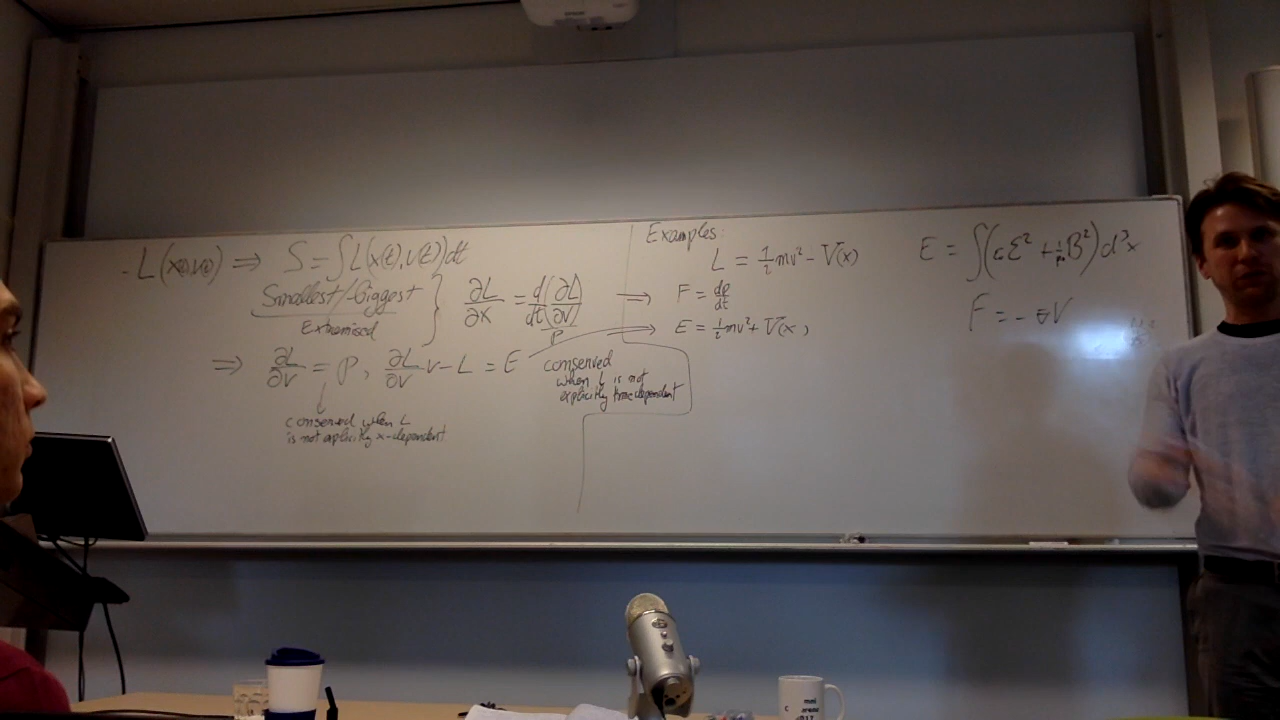 L(x(t),v(t)) ⇒ S = ∫L(x(t),v(t))dt
Smallest/Biggest
Extremised
∂L/∂x = d/dt(∂L/∂v)
P
⇒ ∂L/∂v = P, ∂L/∂v v - L = E
conserved when L
is not explicitly x-dependent
conserved
when L is not
explicitly time dependent
Examples:
L = ½mv² - V(x)
⇒ F = dp/dt
E = ½mv² + V(x)
E = ∫(ε𝓔² + 1/μ₀ B²)d³x
F = -∇V